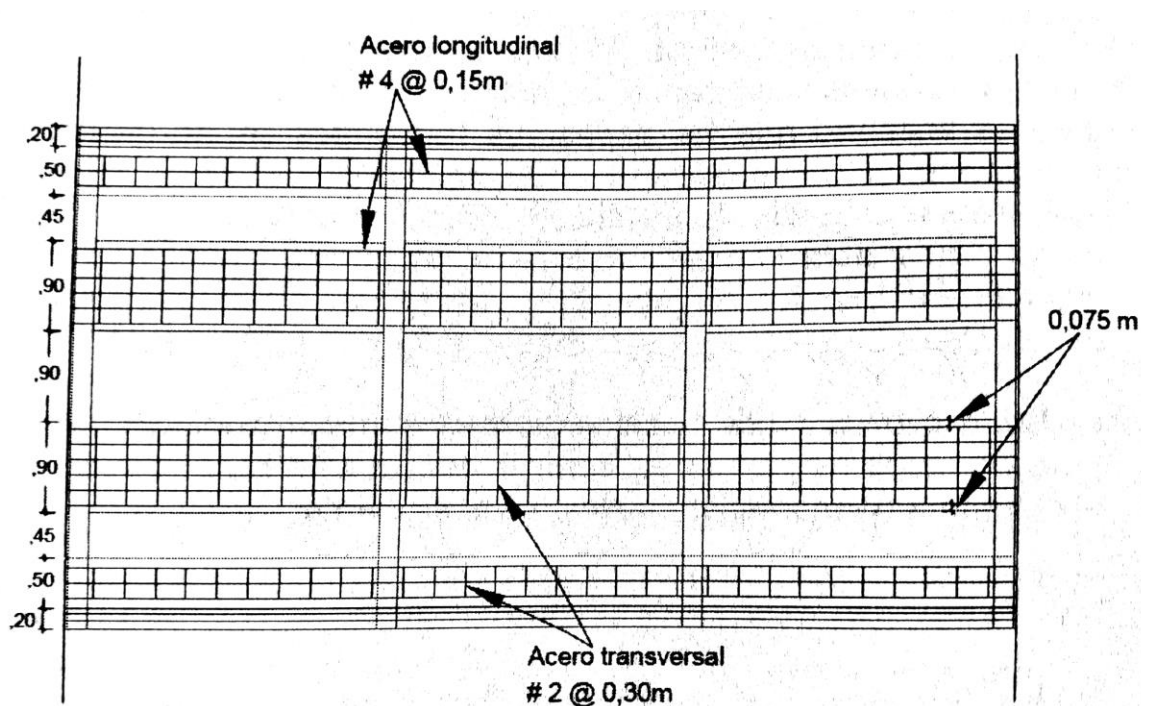 Acero longitudinal
# 4 @ 0,15m
,20
,50
,45
,90
,90
0,075 m
,90
,45
,50
,20
Acero transversal
# 2 @ 0,30m